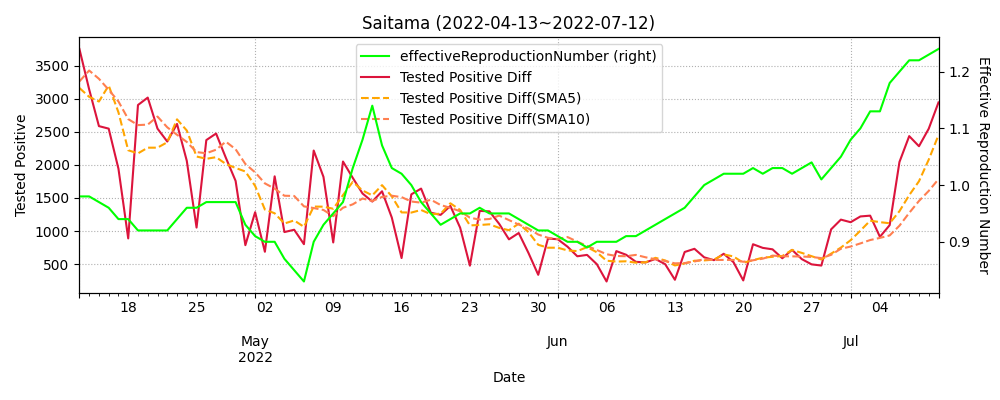 Saitama (2022-04-13~2022-07-12)
effectiveReproductionNumber (right)
Tested Positive Diff
Tested Positive Diff(SMA5)
Tested Positive Diff(SMA10)
Tested Positive
3500
3000
2500
2000
1500
1000
500
1.2
1.1
1.0
0.9
Effective Reproduction Number
18 25 02 09 16 23 30 06 13 20 27 04
May Jun Jul
2022
Date